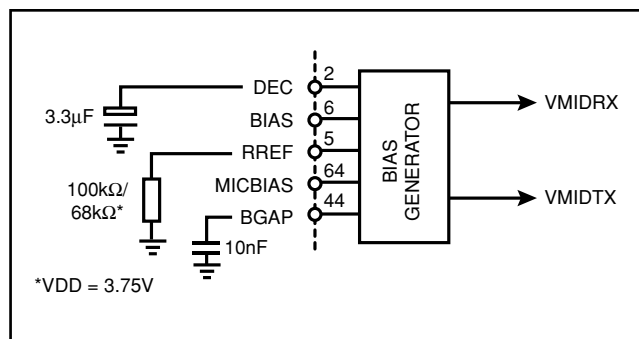 DEC 2
3.3µF
BIAS 6
RREF 5
MICBIAS 64
BGAP 44
100kΩ/
68kΩ*
10nF
*VDD = 3.75V
BIAS
GENERATOR
VMIDRX
VMIDTX